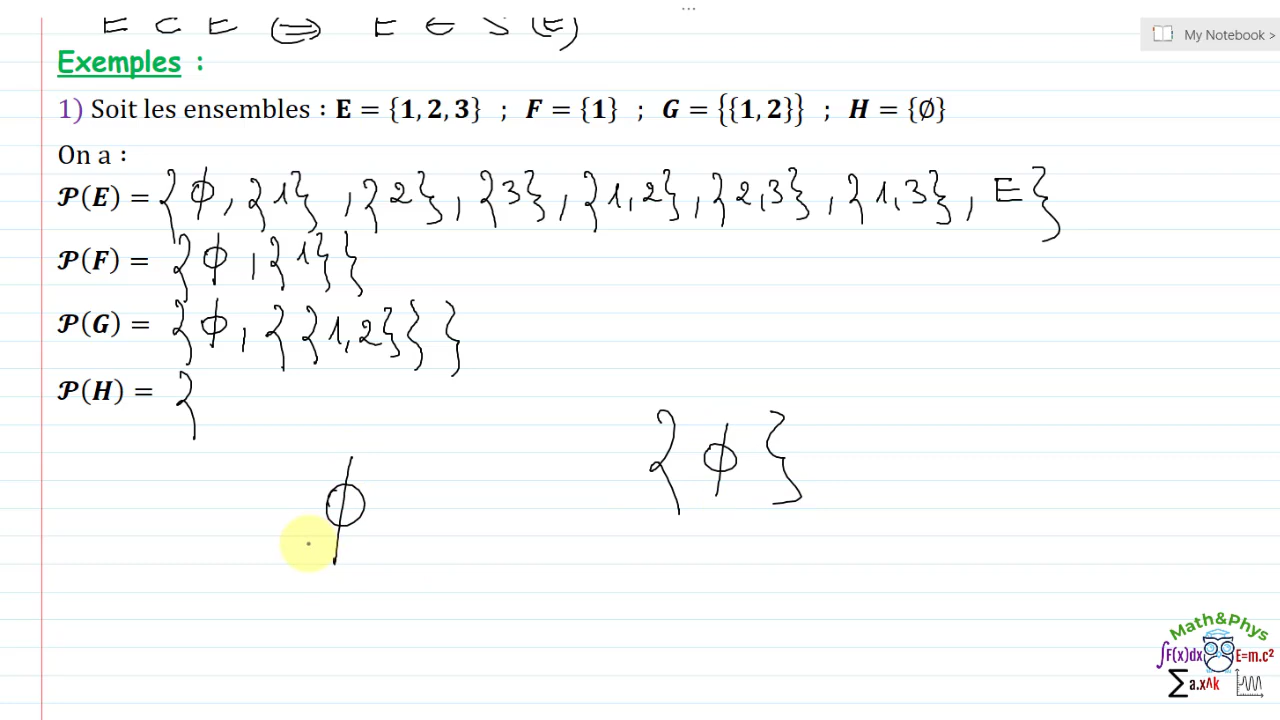 E ⊂ E ⟺ E ∈ P(E)
My Notebook >
Exemples :
1) Soit les ensembles : E = {1, 2, 3} ; F = {1} ; G = {{1, 2}} ; H = {∅}
On a :
𝒫(E) = { ϕ , {1} , {2} , {3} , {1,2} , {2,3} , {1,3} , E }
𝒫(F) = { ϕ , {1} }
𝒫(G) = { ϕ , { {1,2} } }
𝒫(H) = {
{ ϕ }
ϕ
Math&Phys
∫F(x)dx E=m.c²
∑ a.x^k